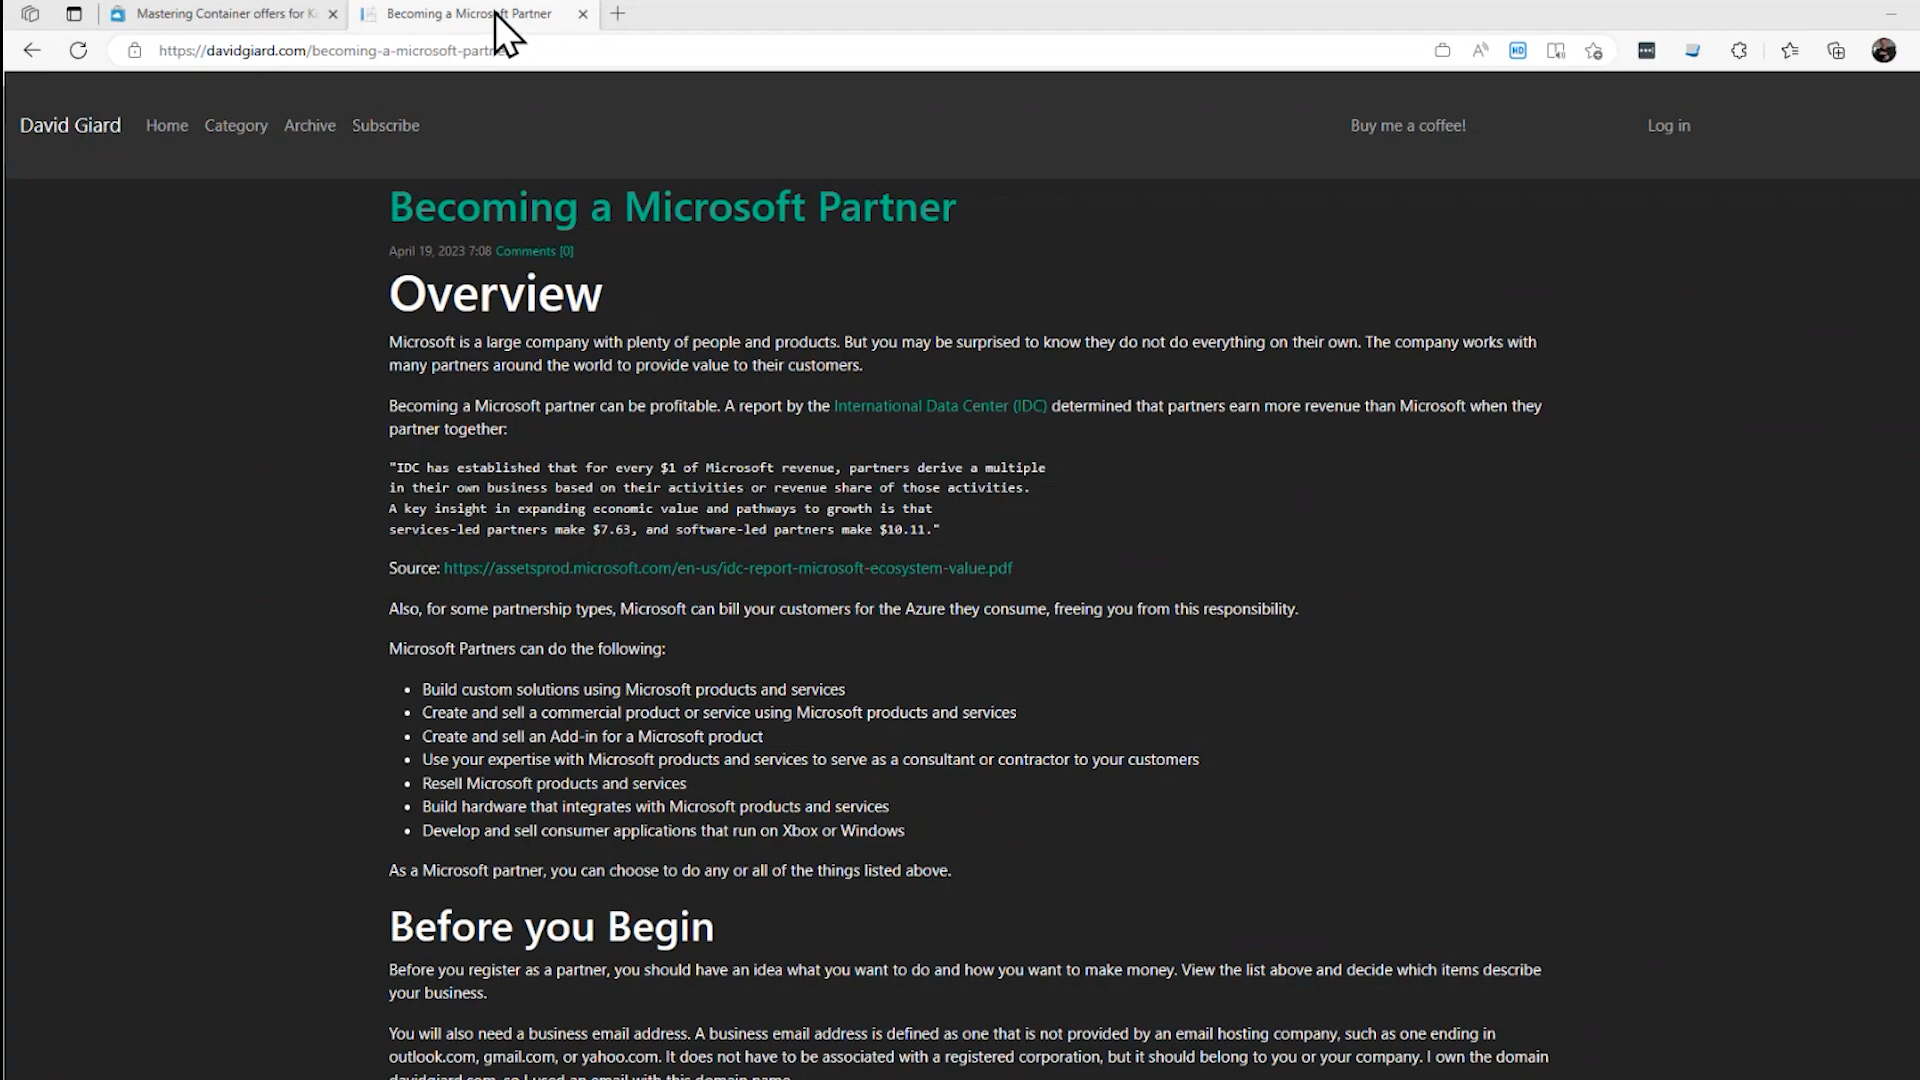 Mastering Container offers for
Becoming a Microsoft Partner
https://davidgiard.com/becoming-a-microsoft-partne
HD
David Giard Home Category Archive Subscribe Buy me a coffee! Log in
Becoming a Microsoft Partner
April 19, 2023 7:08 Comments [0]
Overview
Microsoft is a large company with plenty of people and products. But you may be surprised to know they do not do everything on their own. The company works with
many partners around the world to provide value to their customers.
Becoming a Microsoft partner can be profitable. A report by the International Data Center (IDC) determined that partners earn more revenue than Microsoft when they
partner together:
"IDC has established that for every $1 of Microsoft revenue, partners derive a multiple
in their own business based on their activities or revenue share of those activities.
A key insight in expanding economic value and pathways to growth is that
services-led partners make $7.63, and software-led partners make $10.11."
Source: https://assetsprod.microsoft.com/en-us/idc-report-microsoft-ecosystem-value.pdf
Also, for some partnership types, Microsoft can bill your customers for the Azure they consume, freeing you from this responsibility.
Microsoft Partners can do the following:
• Build custom solutions using Microsoft products and services
• Create and sell a commercial product or service using Microsoft products and services
• Create and sell an Add-in for a Microsoft product
• Use your expertise with Microsoft products and services to serve as a consultant or contractor to your customers
• Resell Microsoft products and services
• Build hardware that integrates with Microsoft products and services
• Develop and sell consumer applications that run on Xbox or Windows
As a Microsoft partner, you can choose to do any or all of the things listed above.
Before you Begin
Before you register as a partner, you should have an idea what you want to do and how you want to make money. View the list above and decide which items describe
your business.
You will also need a business email address. A business email address is defined as one that is not provided by an email hosting company, such as one ending in
outlook.com, gmail.com, or yahoo.com. It does not have to be associated with a registered corporation, but it should belong to you or your company. I own the domain
davidgiard.com, so I used an email with this domain name.